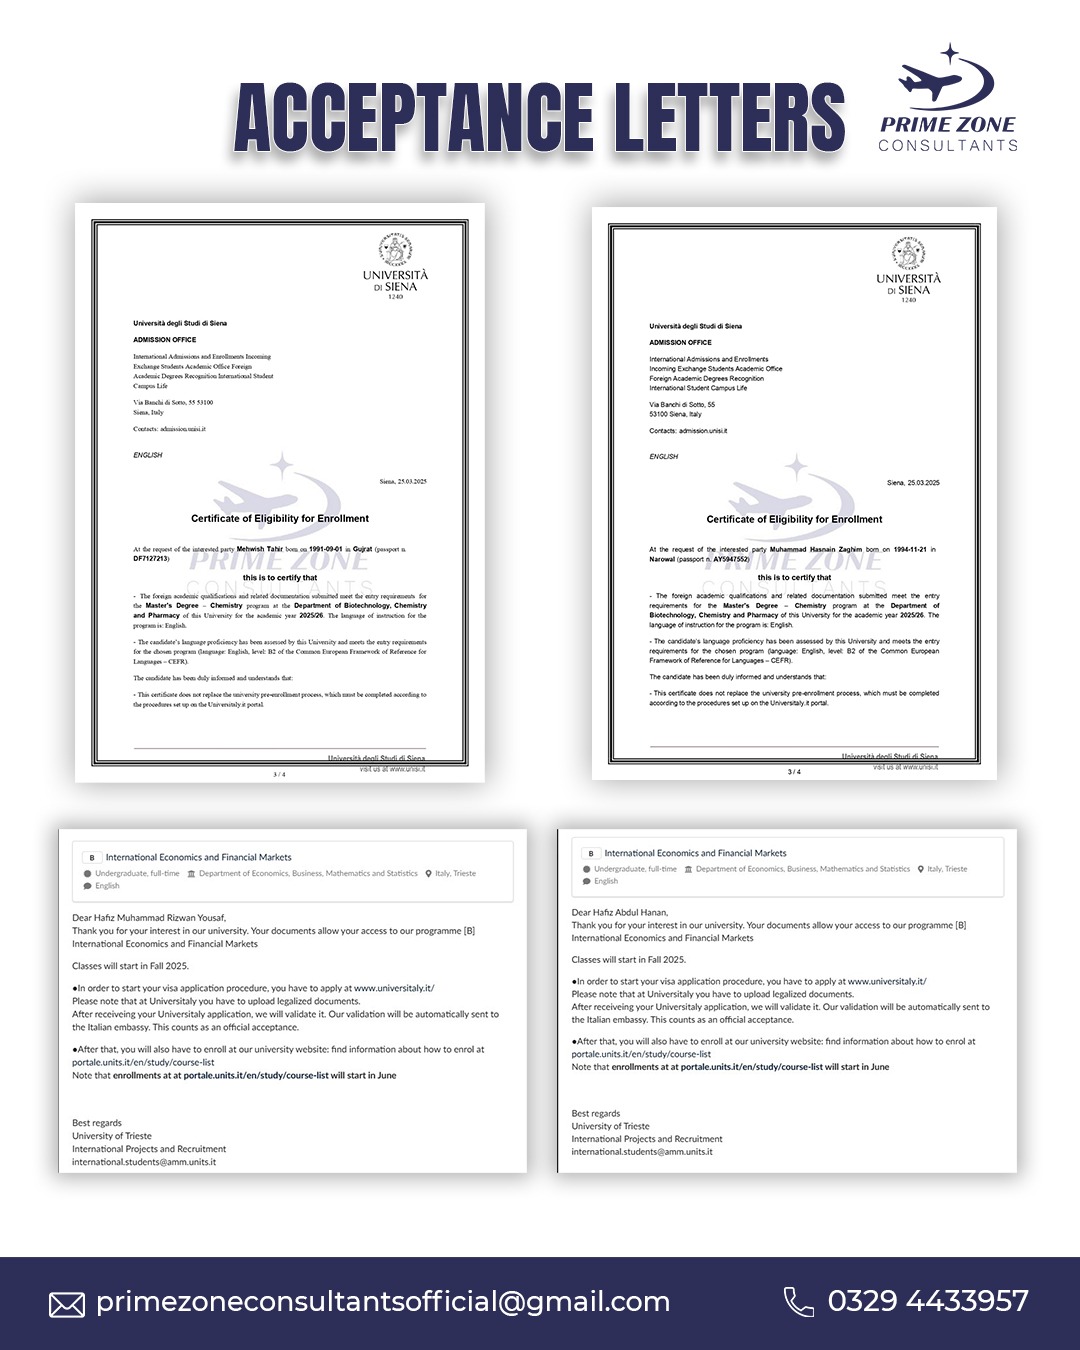 ACCEPTANCE LETTERS
PRIME ZONE
CONSULTANTS
UNIVERSITÀ
DI SIENA
1240
Università degli Studi di Siena
ADMISSION OFFICE
International Admissions and Enrollments Incoming
Exchange Students Academic Office Foreign
Academic Degrees Recognition International Student
Campus Life
Via Banchi di Sotto, 55 53100
Siena, Italy
Contacts: admission.unisi.it
ENGLISH
Siena, 25.03.2025
Certificate of Eligibility for Enrollment
At the request of the interested party Mehwish Tahir born on 1991-09-01 in Gujrat (passport n.
DF7127213)
PRIME ZONE
this is to certify that
CONSULTANTS
- The foreign academic qualifications and related documentation submitted meet the entry requirements for
the Master's Degree – Chemistry program at the Department of Biotechnology, Chemistry
and Pharmacy of this University for the academic year 2025/26. The language of instruction for the
program is: English.
- The candidate's language proficiency has been assessed by this University and meets the entry requirements
for the chosen program (language: English, level: B2 of the Common European Framework of Reference for
Languages – CEFR).
The candidate has been duly informed and understands that:
- This certificate does not replace the university pre-enrollment process, which must be completed according to
the procedures set up on the Universitaly.it portal.
Università degli Studi di Siena
visit us at www.unisi.it
3 / 4
UNIVERSITÀ
DI SIENA
1240
Università degli Studi di Siena
ADMISSION OFFICE
International Admissions and Enrollments
Incoming Exchange Students Academic Office
Foreign Academic Degrees Recognition
International Student Campus Life
Via Banchi di Sotto, 55
53100 Siena, Italy
Contacts: admission.unisi.it
ENGLISH
Siena, 25.03.2025
Certificate of Eligibility for Enrollment
At the request of the interested party Muhammad Hasnain Zaghim born on 1994-11-21 in
Narowal (passport n. AY5947552)
PRIME ZONE
this is to certify that
CONSULTANTS
- The foreign academic qualifications and related documentation submitted meet the entry
requirements for the Master's Degree – Chemistry program at the Department of
Biotechnology, Chemistry and Pharmacy of this University for the academic year 2025/26. The
language of instruction for the program is: English.
- The candidate's language proficiency has been assessed by this University and meets the entry
requirements for the chosen program (language: English, level: B2 of the Common European
Framework of Reference for Languages – CEFR).
The candidate has been duly informed and understands that:
- This certificate does not replace the university pre-enrollment process, which must be completed
according to the procedures set up on the Universitaly.it portal.
Università degli Studi di Siena
visit us at www.unisi.it
3 / 4
B International Economics and Financial Markets
Undergraduate, full-time Department of Economics, Business, Mathematics and Statistics Italy, Trieste
English
Dear Hafiz Muhammad Rizwan Yousaf,
Thank you for your interest in our university. Your documents allow your access to our programme [B]
International Economics and Financial Markets
Classes will start in Fall 2025.
●In order to start your visa application procedure, you have to apply at www.universitaly.it/
Please note that at Universitaly you have to upload legalized documents.
After receiveing your Universitaly application, we will validate it. Our validation will be automatically sent to
the Italian embassy. This counts as an official acceptance.
●After that, you will also have to enroll at our university website: find information about how to enrol at
portale.units.it/en/study/course-list
Note that enrollments at at portale.units.it/en/study/course-list will start in June
Best regards
University of Trieste
International Projects and Recruitment
international.students@amm.units.it
B International Economics and Financial Markets
Undergraduate, full-time Department of Economics, Business, Mathematics and Statistics Italy, Trieste
English
Dear Hafiz Abdul Hanan,
Thank you for your interest in our university. Your documents allow your access to our programme [B]
International Economics and Financial Markets
Classes will start in Fall 2025.
●In order to start your visa application procedure, you have to apply at www.universitaly.it/
Please note that at Universitaly you have to upload legalized documents.
After receiveing your Universitaly application, we will validate it. Our validation will be automatically sent to
the Italian embassy. This counts as an official acceptance.
●After that, you will also have to enroll at our university website: find information about how to enrol at
portale.units.it/en/study/course-list
Note that enrollments at at portale.units.it/en/study/course-list will start in June
Best regards
University of Trieste
International Projects and Recruitment
international.students@amm.units.it
primezoneconsultantsofficial@gmail.com
0329 4433957